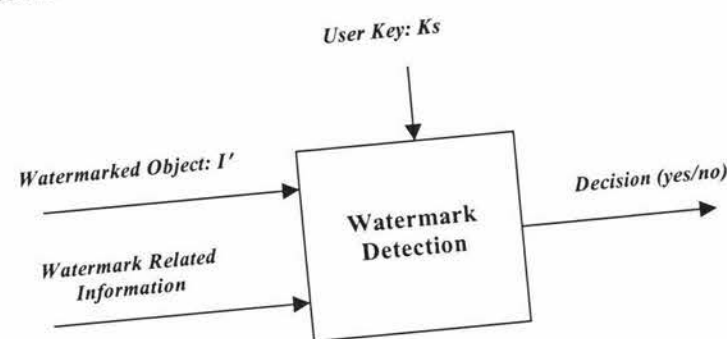 User Key: Ks
Watermarked Object: I′
Decision (yes/no)
Watermark
Detection
Watermark Related
Information